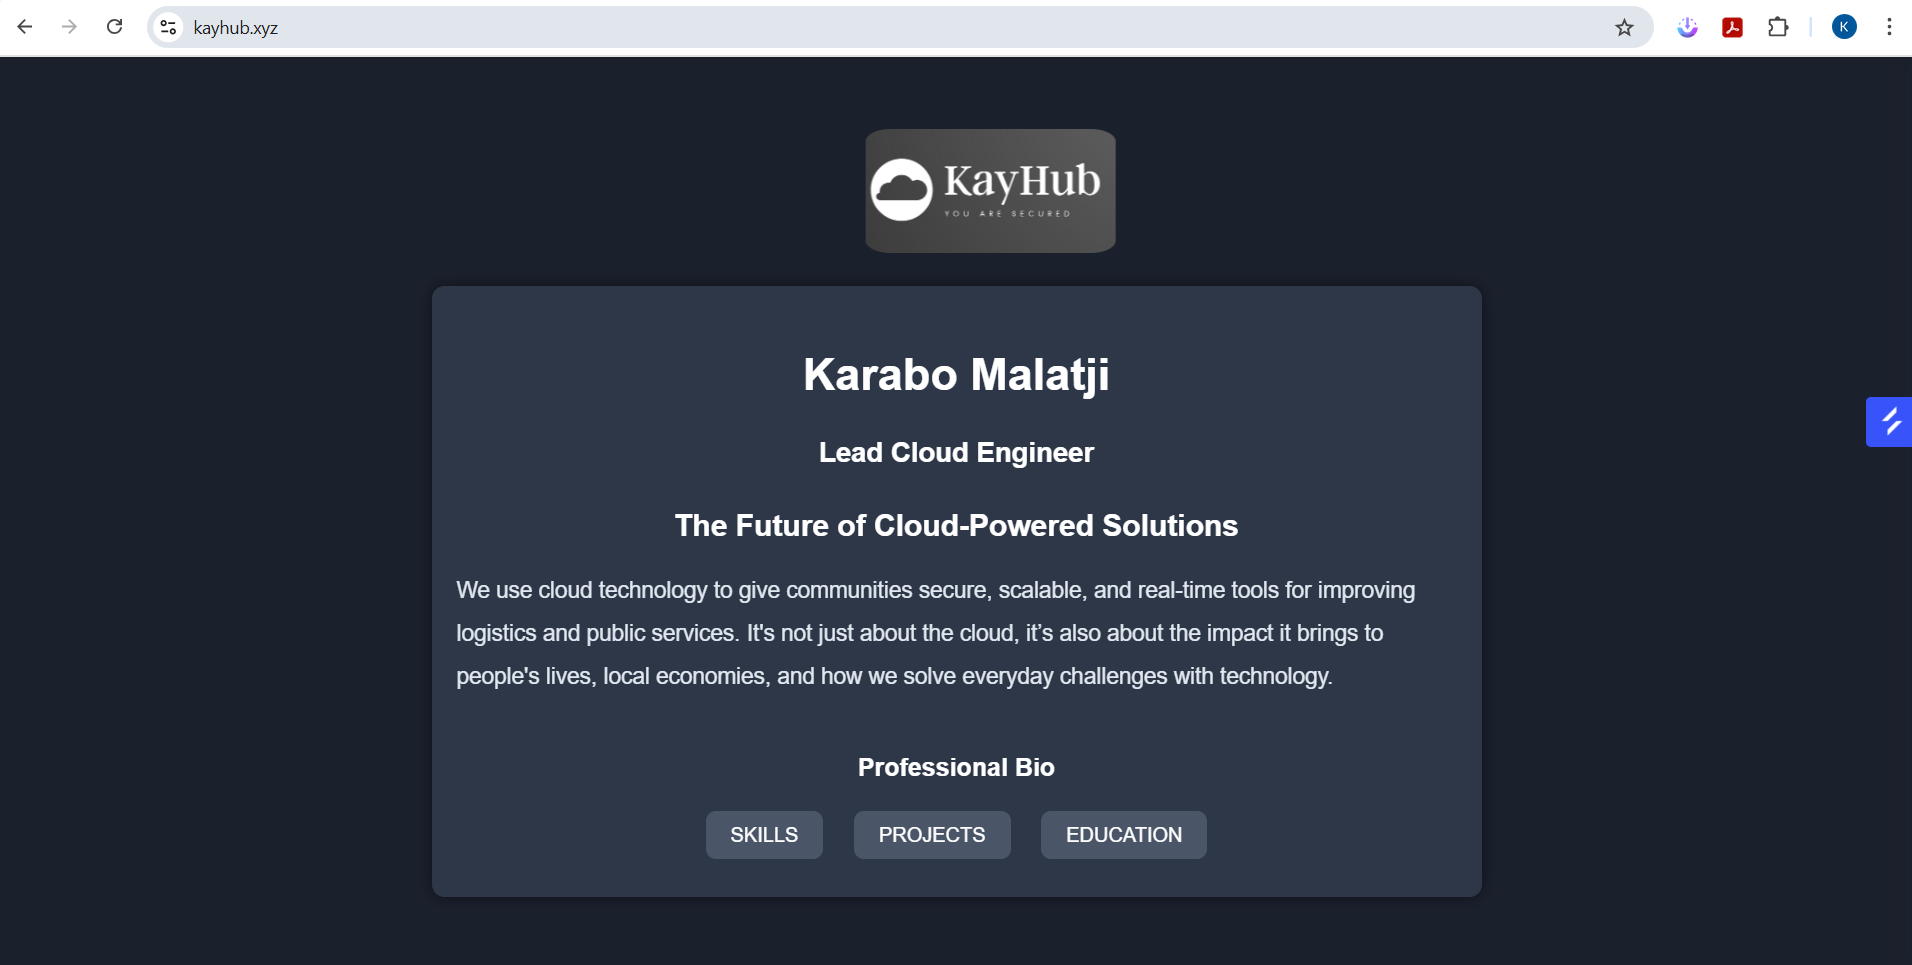 kayhub.xyz
K
KayHub
YOU ARE SECURED
Karabo Malatji
Lead Cloud Engineer
The Future of Cloud-Powered Solutions
We use cloud technology to give communities secure, scalable, and real-time tools for improving
logistics and public services. It's not just about the cloud, it’s also about the impact it brings to
people's lives, local economies, and how we solve everyday challenges with technology.
Professional Bio
SKILLS
PROJECTS
EDUCATION